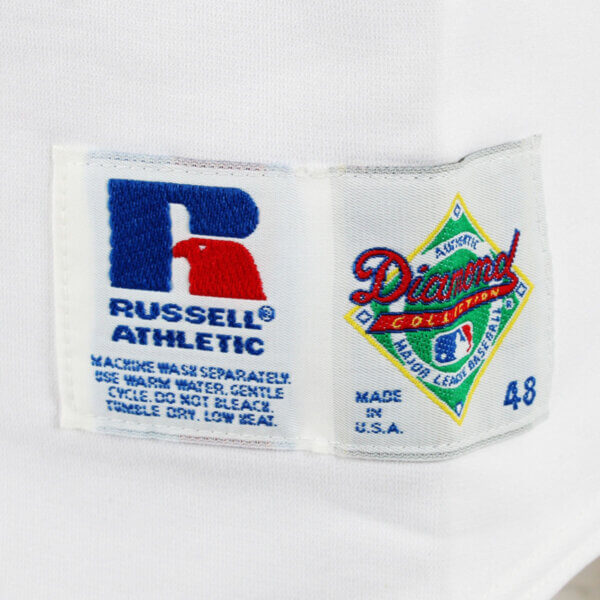 RUSSELL®
ATHLETIC
MACHINE WASH SEPARATELY.
USE WARM WATER. GENTLE
CYCLE. DO NOT BLEACH.
TUMBLE DRY. LOW HEAT.
AUTHENTIC
Diamond
COLLECTION
®
MAJOR LEAGUE BASEBALL
MADE
IN
U.S.A.
48